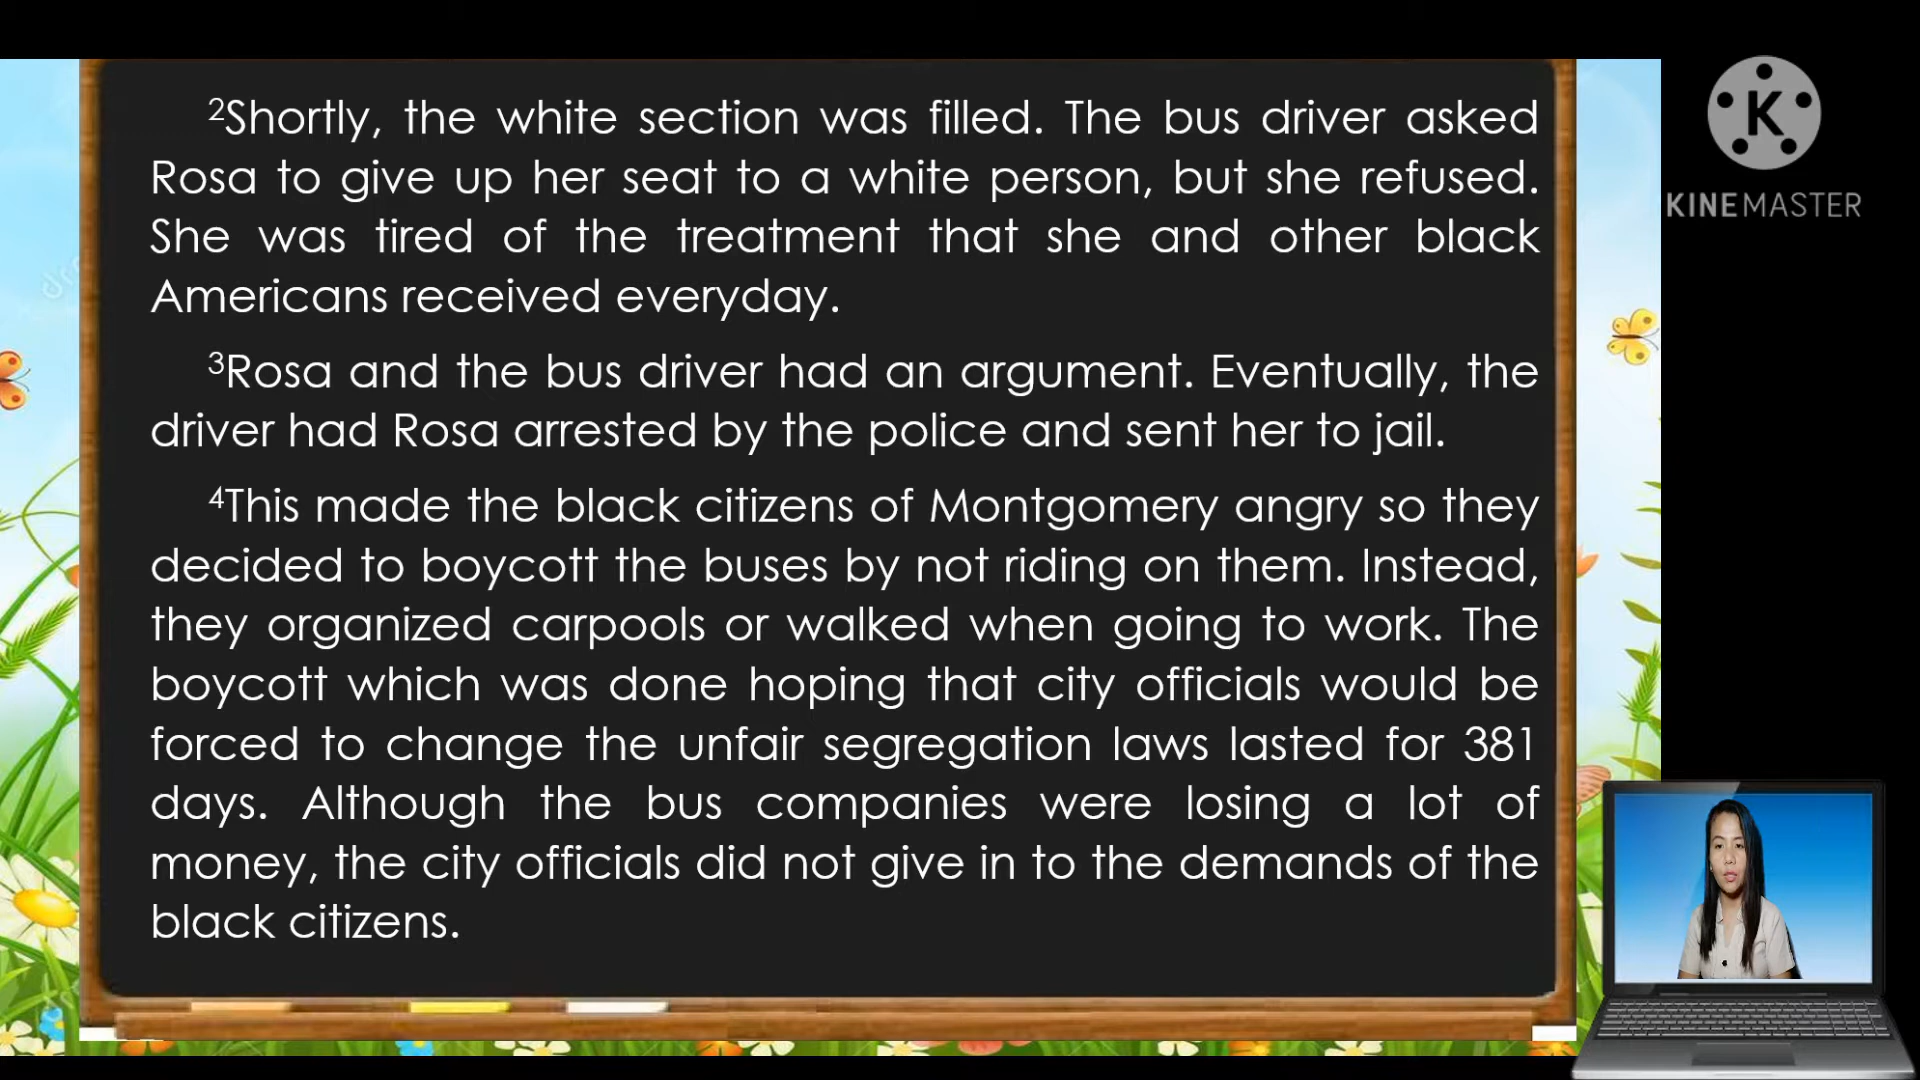 ²Shortly, the white section was filled. The bus driver asked
Rosa to give up her seat to a white person, but she refused.
She was tired of the treatment that she and other black
Americans received everyday.
³Rosa and the bus driver had an argument. Eventually, the
driver had Rosa arrested by the police and sent her to jail.
⁴This made the black citizens of Montgomery angry so they
decided to boycott the buses by not riding on them. Instead,
they organized carpools or walked when going to work. The
boycott which was done hoping that city officials would be
forced to change the unfair segregation laws lasted for 381
days. Although the bus companies were losing a lot of
money, the city officials did not give in to the demands of the
black citizens.
K
KINEMASTER